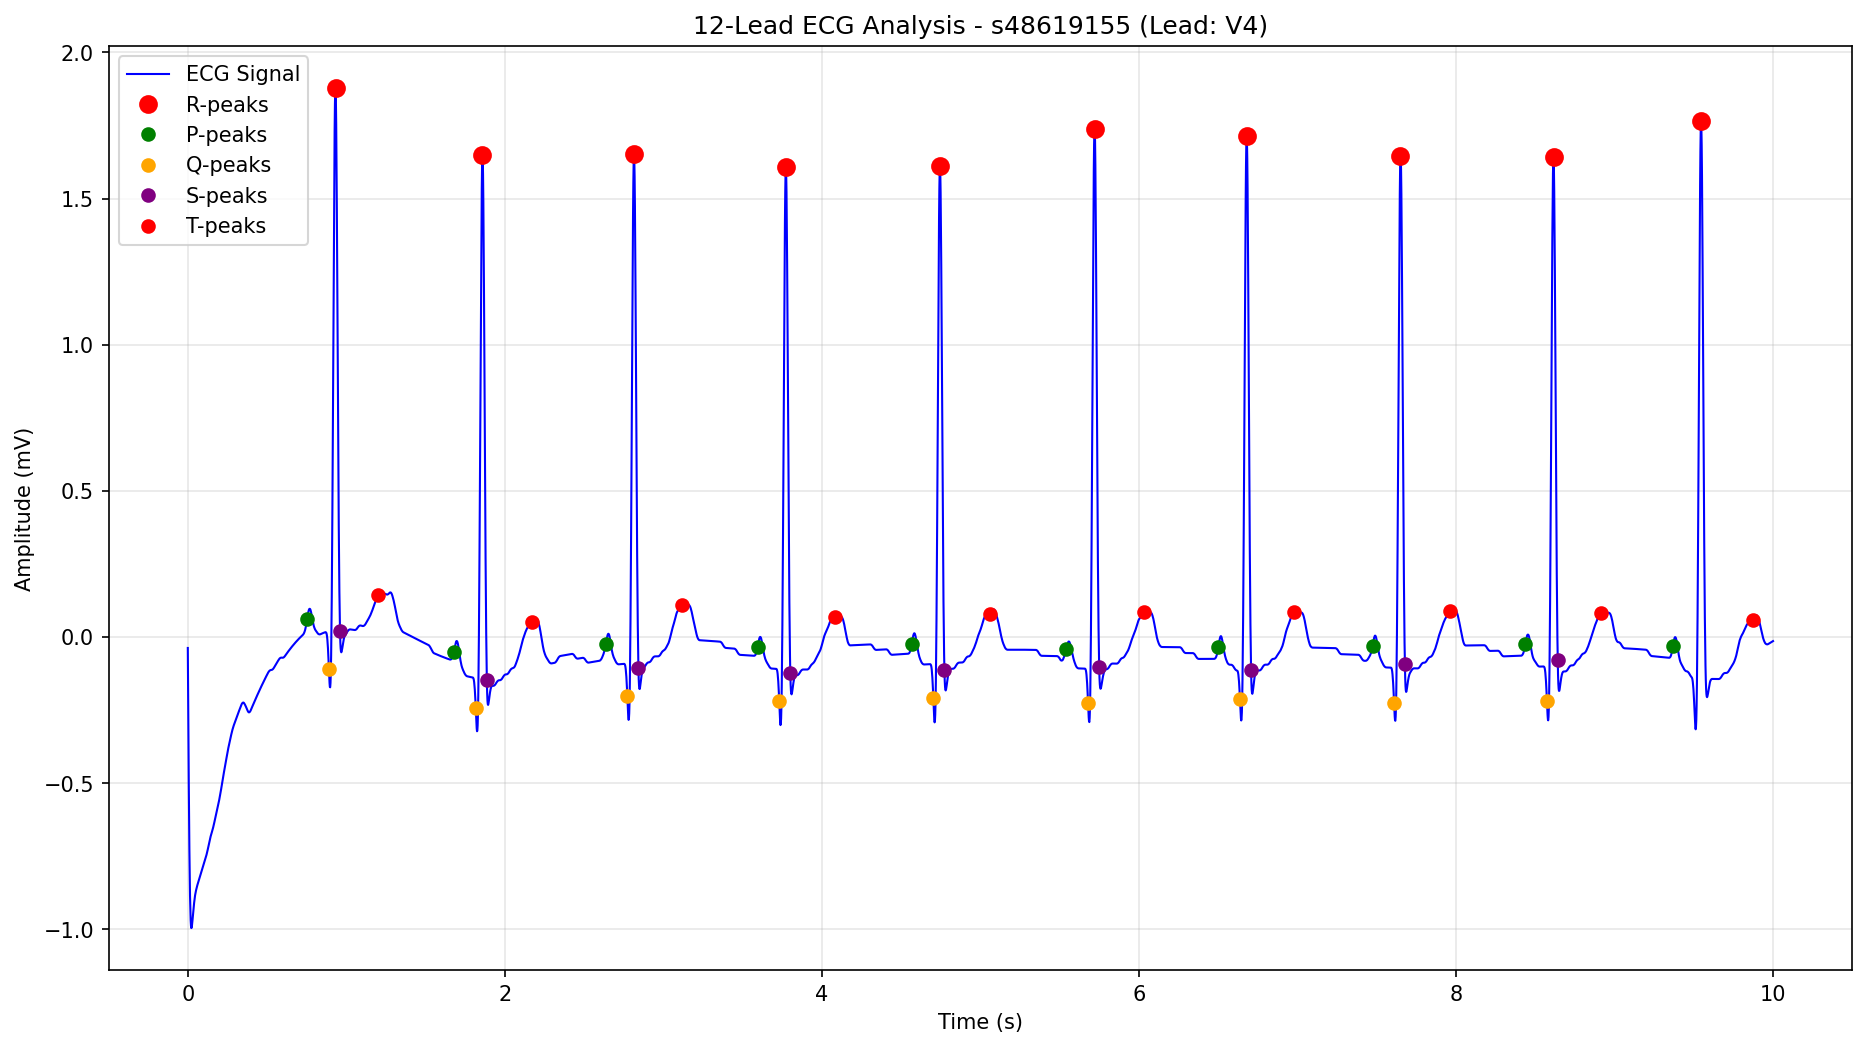 12-Lead ECG Analysis - s48619155 (Lead: V4)
ECG Signal
R-peaks
P-peaks
Q-peaks
S-peaks
T-peaks
Amplitude (mV)
2.0
1.5
1.0
0.5
0.0
−0.5
−1.0
0 2 4 6 8 10
Time (s)